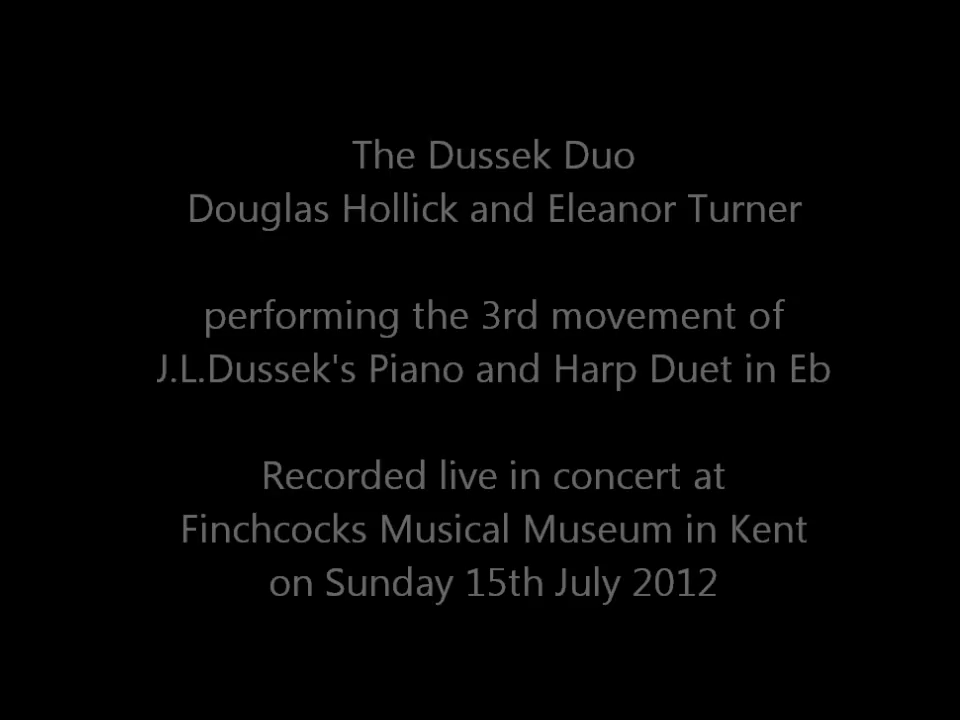 The Dussek Duo
Douglas Hollick and Eleanor Turner
performing the 3rd movement of
J.L.Dussek's Piano and Harp Duet in Eb
Recorded live in concert at
Finchcocks Musical Museum in Kent
on Sunday 15th July 2012